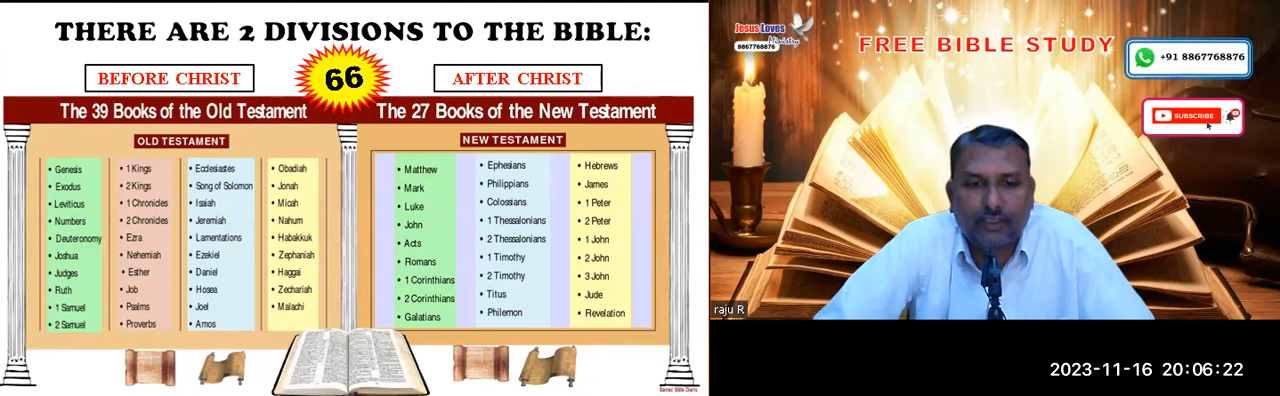 THERE ARE 2 DIVISIONS TO THE BIBLE:
BEFORE CHRIST
66
AFTER CHRIST
The 39 Books of the Old Testament
The 27 Books of the New Testament
OLD TESTAMENT
• Genesis
• Exodus
• Leviticus
• Numbers
• Deuteronomy
• Joshua
• Judges
• Ruth
• 1 Samuel
• 2 Samuel
• 1 Kings
• 2 Kings
• 1 Chronicles
• 2 Chronicles
• Ezra
• Nehemiah
• Esther
• Job
• Psalms
• Proverbs
• Ecclesiastes
• Song of Solomon
• Isaiah
• Jeremiah
• Lamentations
• Ezekiel
• Daniel
• Hosea
• Joel
• Amos
• Obadiah
• Jonah
• Micah
• Nahum
• Habakkuk
• Zephaniah
• Haggai
• Zechariah
• Malachi
NEW TESTAMENT
• Matthew
• Mark
• Luke
• John
• Acts
• Romans
• 1 Corinthians
• 2 Corinthians
• Galatians
• Ephesians
• Philippians
• Colossians
• 1 Thessalonians
• 2 Thessalonians
• 1 Timothy
• 2 Timothy
• Titus
• Philemon
• Hebrews
• James
• 1 Peter
• 2 Peter
• 1 John
• 2 John
• 3 John
• Jude
• Revelation
Barnes' Bible Charts
Jesus Loves
Ministry
8867768876
FREE BIBLE STUDY
+91 8867768876
SUBSCRIBE
raju R
2023-11-16 20:06:22